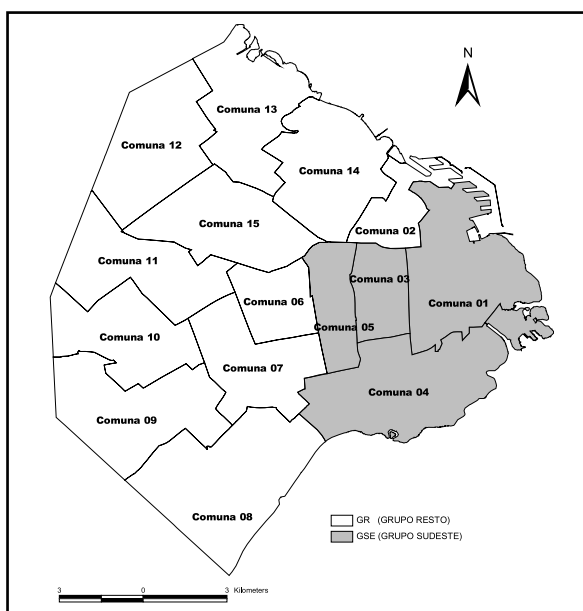 N
Comuna 13
Comuna 12
Comuna 14
Comuna 02
Comuna 15
Comuna 11
Comuna 03
Comuna 06
Comuna 01
Comuna 05
Comuna 10
Comuna 07
Comuna 04
Comuna 09
Comuna 08
GR (GRUPO RESTO)
GSE (GRUPO SUDESTE)
3 0 3 Kilometers